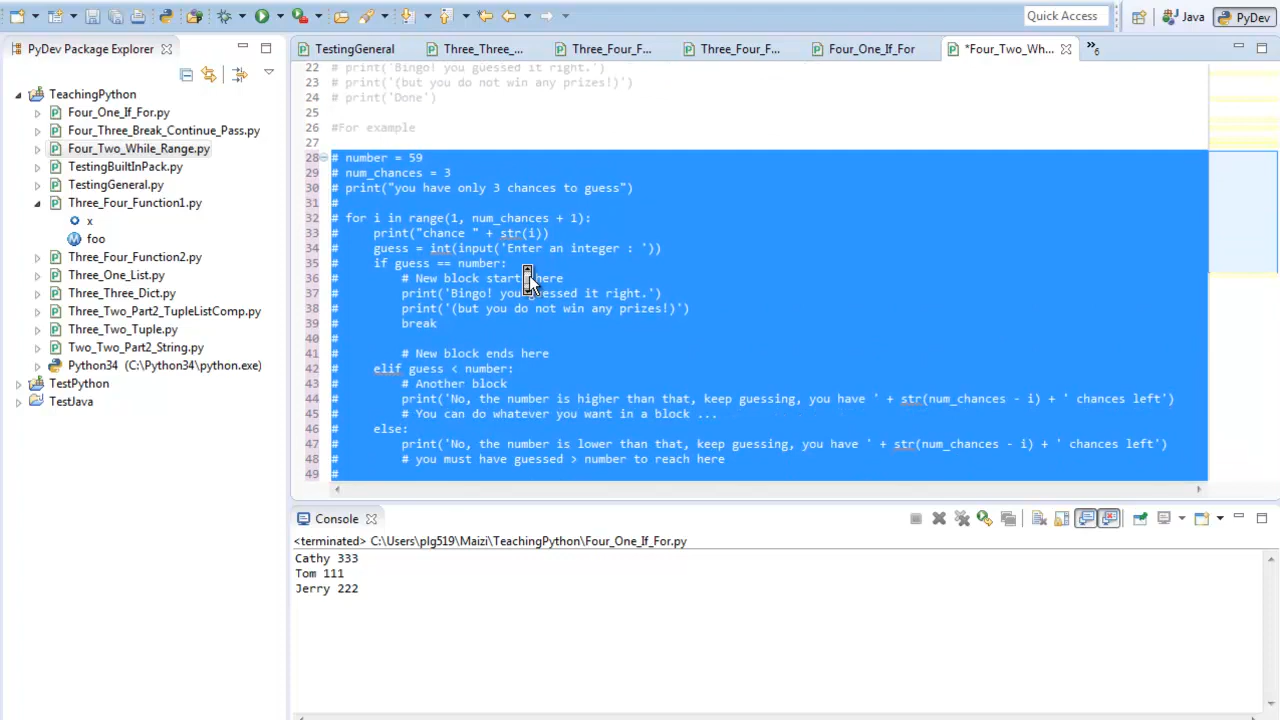 Quick Access
Java
PyDev
PyDev Package Explorer
TestingGeneral
Three_Three_...
Three_Four_F...
Three_Four_F...
Four_One_If_For
*Four_Two_Wh...
»6
TeachingPython
Four_One_If_For.py
Four_Three_Break_Continue_Pass.py
Four_Two_While_Range.py
TestingBuiltInPack.py
TestingGeneral.py
Three_Four_Function1.py
x
foo
Three_Four_Function2.py
Three_One_List.py
Three_Three_Dict.py
Three_Two_Part2_TupleListComp.py
Three_Two_Tuple.py
Two_Two_Part2_String.py
Python34 (C:\Python34\python.exe)
TestPython
TestJava
22 # print('Bingo! you guessed it right.')
23 # print('(but you do not win any prizes!)')
24 # print('Done')
25
26 #For example
27
28 # number = 59
29 # num_chances = 3
30 # print("you have only 3 chances to guess")
31 #
32 # for i in range(1, num_chances + 1):
33 #     print("chance " + str(i))
34 #     guess = int(input('Enter an integer : '))
35 #     if guess == number:
36 #         # New block start here
37 #         print('Bingo! you guessed it right.')
38 #         print('(but you do not win any prizes!)')
39 #         break
40 #
41 #         # New block ends here
42 #     elif guess < number:
43 #         # Another block
44 #         print('No, the number is higher than that, keep guessing, you have ' + str(num_chances - i) + ' chances left')
45 #         # You can do whatever you want in a block ...
46 #     else:
47 #         print('No, the number is lower than that, keep guessing, you have ' + str(num_chances - i) + ' chances left')
48 #         # you must have guessed > number to reach here
49 #
Console
<terminated> C:\Users\plg519\Maizi\TeachingPython\Four_One_If_For.py
Cathy 333
Tom 111
Jerry 222